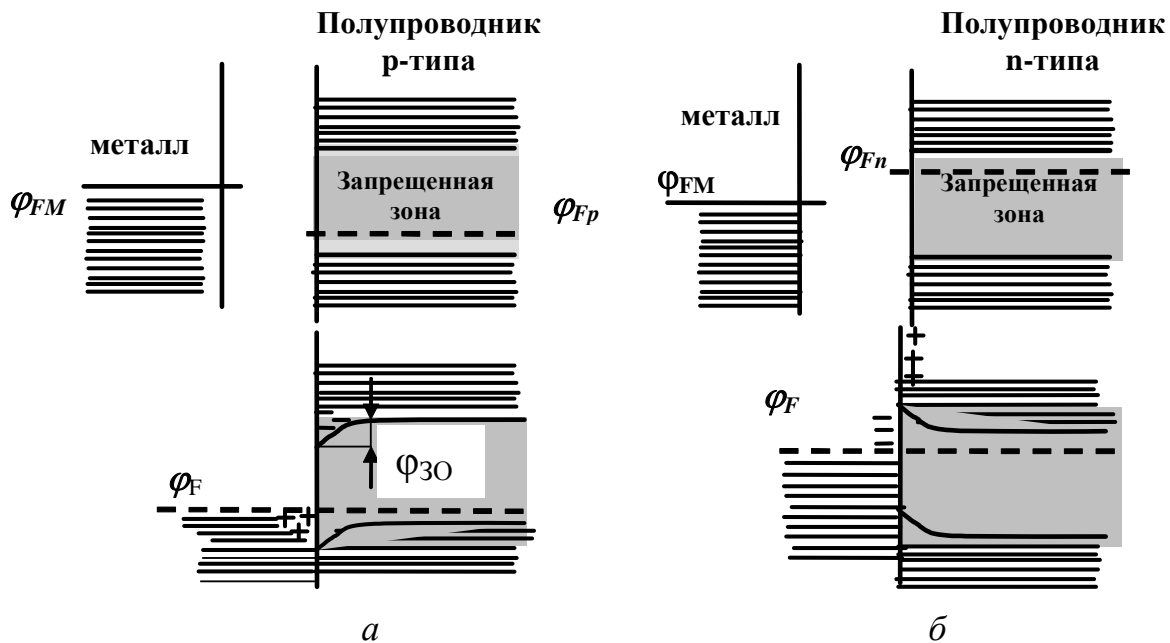 Полупроводник
p-типа
металл
φFM
Запрещенная
зона
φFp
Полупроводник
n-типа
металл
φFM
φFn
Запрещенная
зона
φF
φЗО
φF
а
б